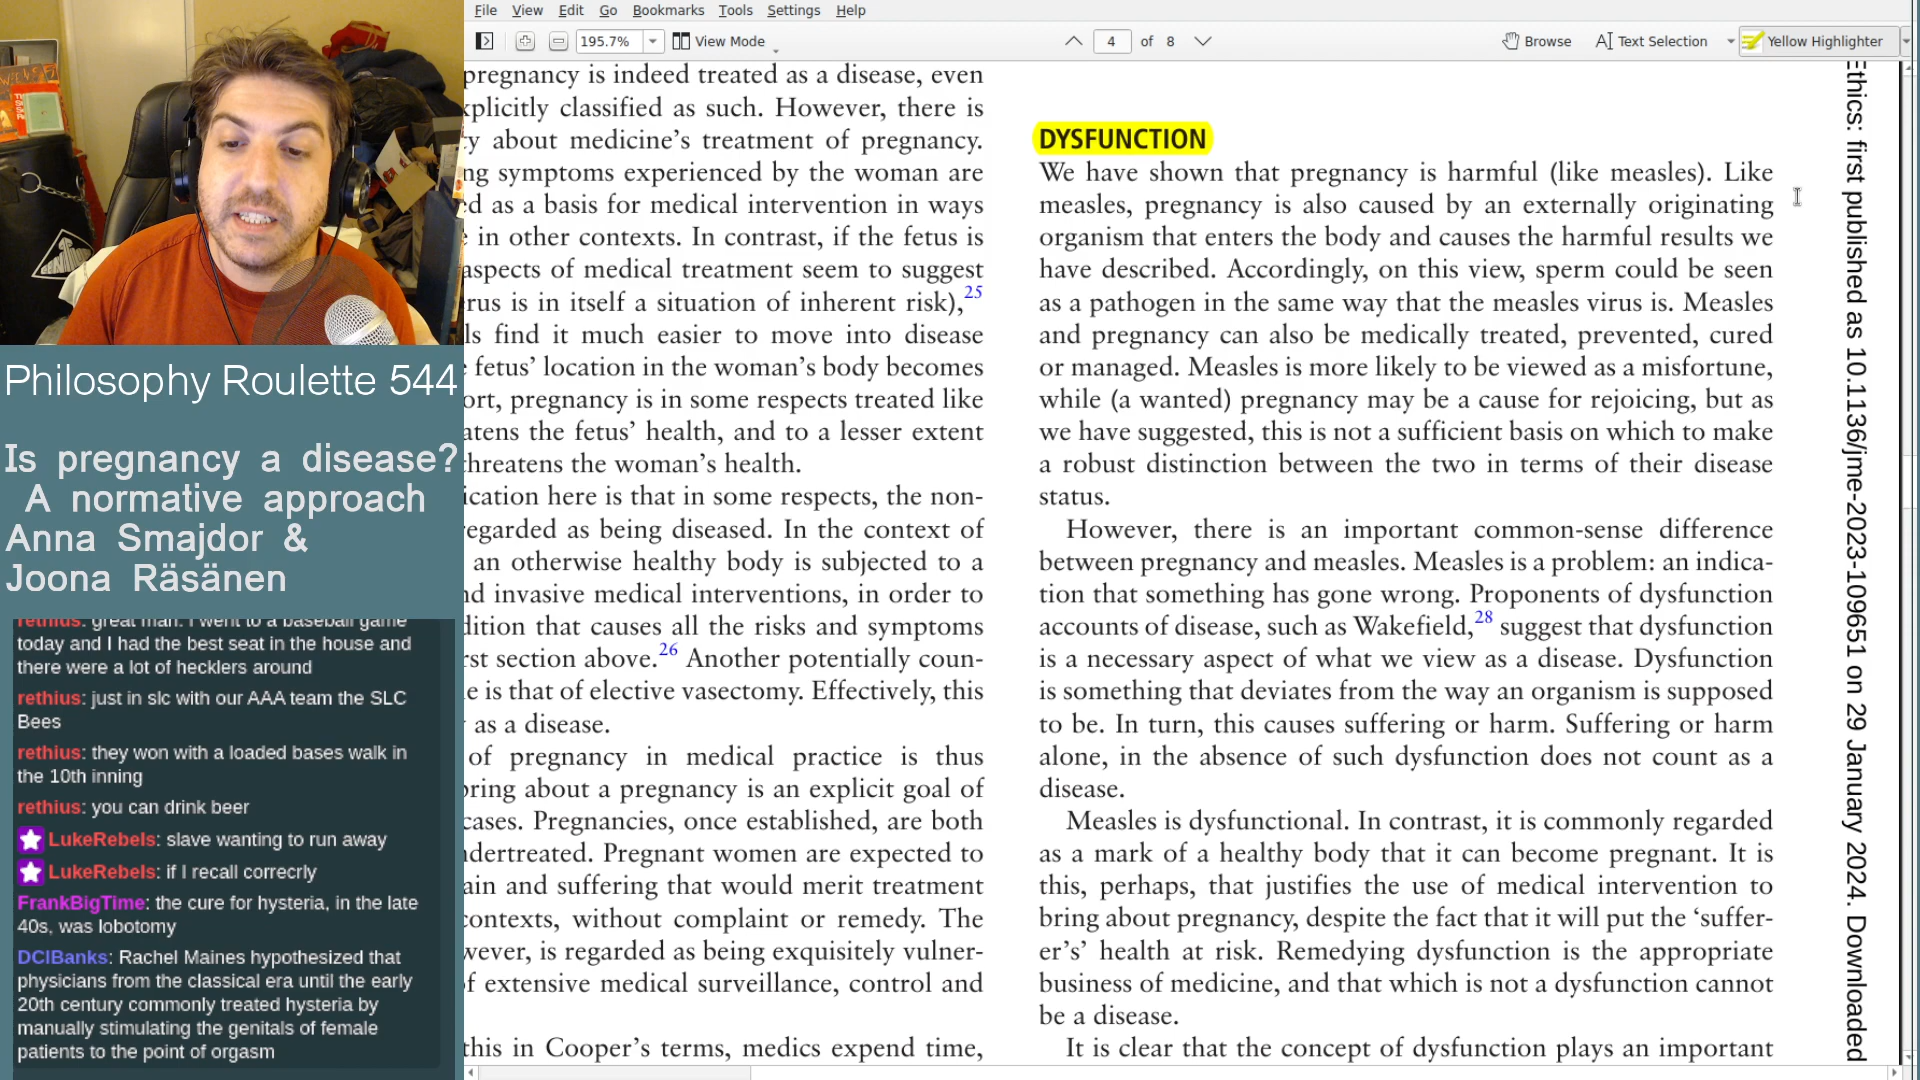 File View Edit Go Bookmarks Tools Settings Help
195.7% View Mode 4 of 8 Browse Text Selection Yellow Highlighter
pregnancy is indeed treated as a disease, even
xplicitly classified as such. However, there is
y about medicine's treatment of pregnancy.
ng symptoms experienced by the woman are
ed as a basis for medical intervention in ways
in other contexts. In contrast, if the fetus is
aspects of medical treatment seem to suggest
erus is in itself a situation of inherent risk),25
ls find it much easier to move into disease
fetus' location in the woman's body becomes
ort, pregnancy is in some respects treated like
atens the fetus' health, and to a lesser extent
threatens the woman's health.
ication here is that in some respects, the non-
regarded as being diseased. In the context of
an otherwise healthy body is subjected to a
nd invasive medical interventions, in order to
dition that causes all the risks and symptoms
rst section above.26 Another potentially coun-
e is that of elective vasectomy. Effectively, this
as a disease.
of pregnancy in medical practice is thus
bring about a pregnancy is an explicit goal of
cases. Pregnancies, once established, are both
ndertreated. Pregnant women are expected to
ain and suffering that would merit treatment
contexts, without complaint or remedy. The
wever, is regarded as being exquisitely vulner-
f extensive medical surveillance, control and
this in Cooper's terms, medics expend time,
DYSFUNCTION
We have shown that pregnancy is harmful (like measles). Like
measles, pregnancy is also caused by an externally originating
organism that enters the body and causes the harmful results we
have described. Accordingly, on this view, sperm could be seen
as a pathogen in the same way that the measles virus is. Measles
and pregnancy can also be medically treated, prevented, cured
or managed. Measles is more likely to be viewed as a misfortune,
while (a wanted) pregnancy may be a cause for rejoicing, but as
we have suggested, this is not a sufficient basis on which to make
a robust distinction between the two in terms of their disease
status.
However, there is an important common-sense difference
between pregnancy and measles. Measles is a problem: an indica-
tion that something has gone wrong. Proponents of dysfunction
accounts of disease, such as Wakefield,28 suggest that dysfunction
is a necessary aspect of what we view as a disease. Dysfunction
is something that deviates from the way an organism is supposed
to be. In turn, this causes suffering or harm. Suffering or harm
alone, in the absence of such dysfunction does not count as a
disease.
Measles is dysfunctional. In contrast, it is commonly regarded
as a mark of a healthy body that it can become pregnant. It is
this, perhaps, that justifies the use of medical intervention to
bring about pregnancy, despite the fact that it will put the 'suffer-
er's' health at risk. Remedying dysfunction is the appropriate
business of medicine, and that which is not a dysfunction cannot
be a disease.
It is clear that the concept of dysfunction plays an important
Ethics: first published as 10.1136/jme-2023-109651 on 29 January 2024. Downloaded
Philosophy Roulette 544
Is pregnancy a disease?
A normative approach
Anna Smajdor &
Joona Räsänen
rethius: great man. I went to a baseball game
today and I had the best seat in the house and
there were a lot of hecklers around
rethius: just in slc with our AAA team the SLC
Bees
rethius: they won with a loaded bases walk in
the 10th inning
rethius: you can drink beer
LukeRebels: slave wanting to run away
LukeRebels: if I recall correcrly
FrankBigTime: the cure for hysteria, in the late
40s, was lobotomy
DCIBanks: Rachel Maines hypothesized that
physicians from the classical era until the early
20th century commonly treated hysteria by
manually stimulating the genitals of female
patients to the point of orgasm